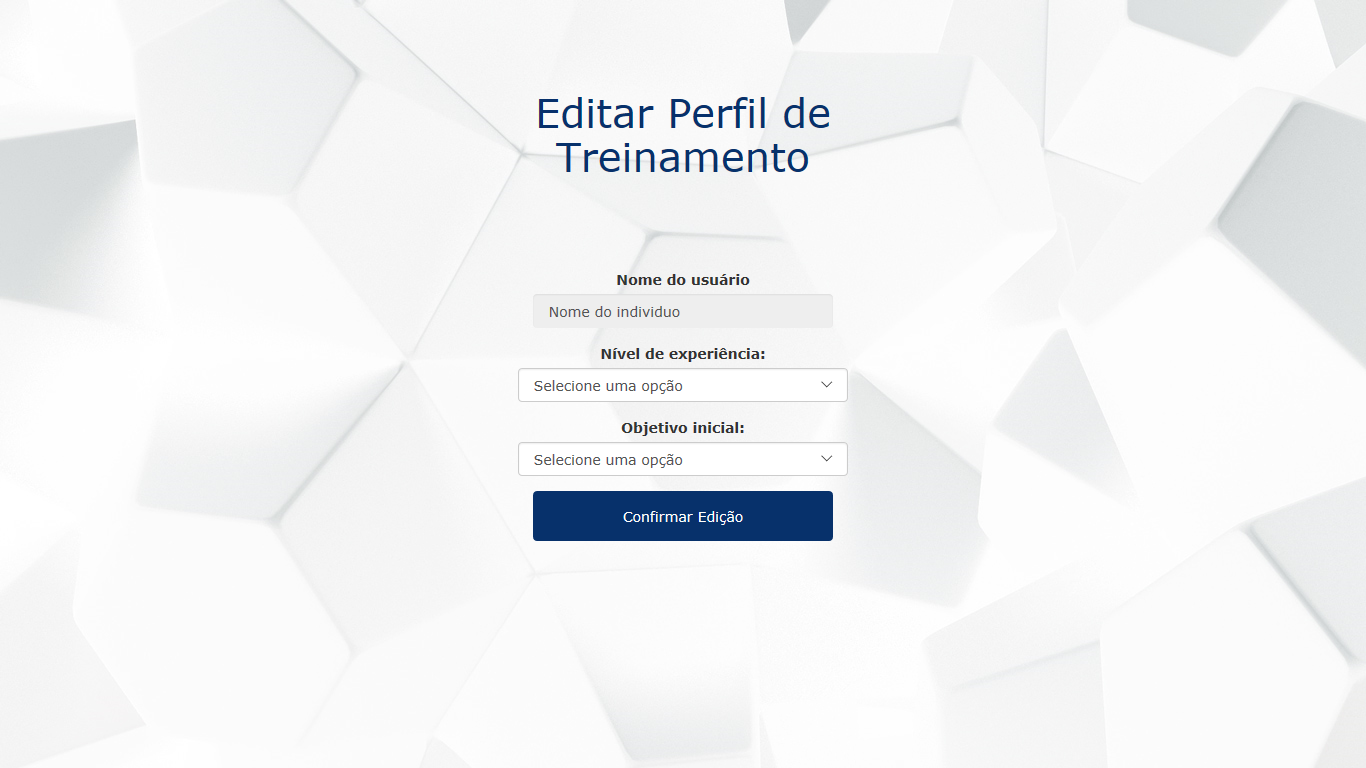 Editar Perfil de
Treinamento
Nome do usuário
Nome do individuo
Nível de experiência:
Selecione uma opção
Objetivo inicial:
Selecione uma opção
Confirmar Edição